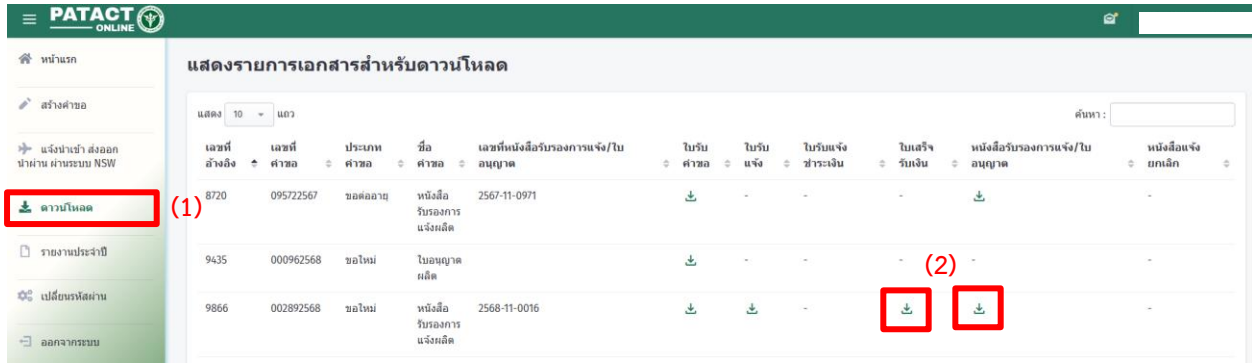 PATACT
ONLINE
หน้าแรก
สร้างคำขอ
แจ้งนำเข้า ส่งออก
นำผ่าน ผ่านระบบ NSW
ดาวน์โหลด
(1)
รายงานประจำปี
เปลี่ยนรหัสผ่าน
ออกจากระบบ
แสดงรายการเอกสารสำหรับดาวน์โหลด
แสดง 10 แถว
ค้นหา :
เลขที่ เลขที่ ประเภท ชื่อ เลขที่หนังสือรับรองการแจ้ง/ใบ ใบรับ ใบรับ ใบรับแจ้ง ใบเสร็จ หนังสือรับรองการแจ้ง/ใบ หนังสือแจ้ง
อ้างอิง คำขอ คำขอ คำขอ อนุญาต คำขอ แจ้ง ชำระเงิน รับเงิน อนุญาต ยกเลิก
8720 095722567 ขอต่ออายุ หนังสือ 2567-11-0971 - - - -
รับรองการ
แจ้งผลิต
9435 000962568 ขอใหม่ ใบอนุญาต - - - - -
ผลิต
(2)
9866 002892568 ขอใหม่ หนังสือ 2568-11-0016 - -
รับรองการ
แจ้งผลิต